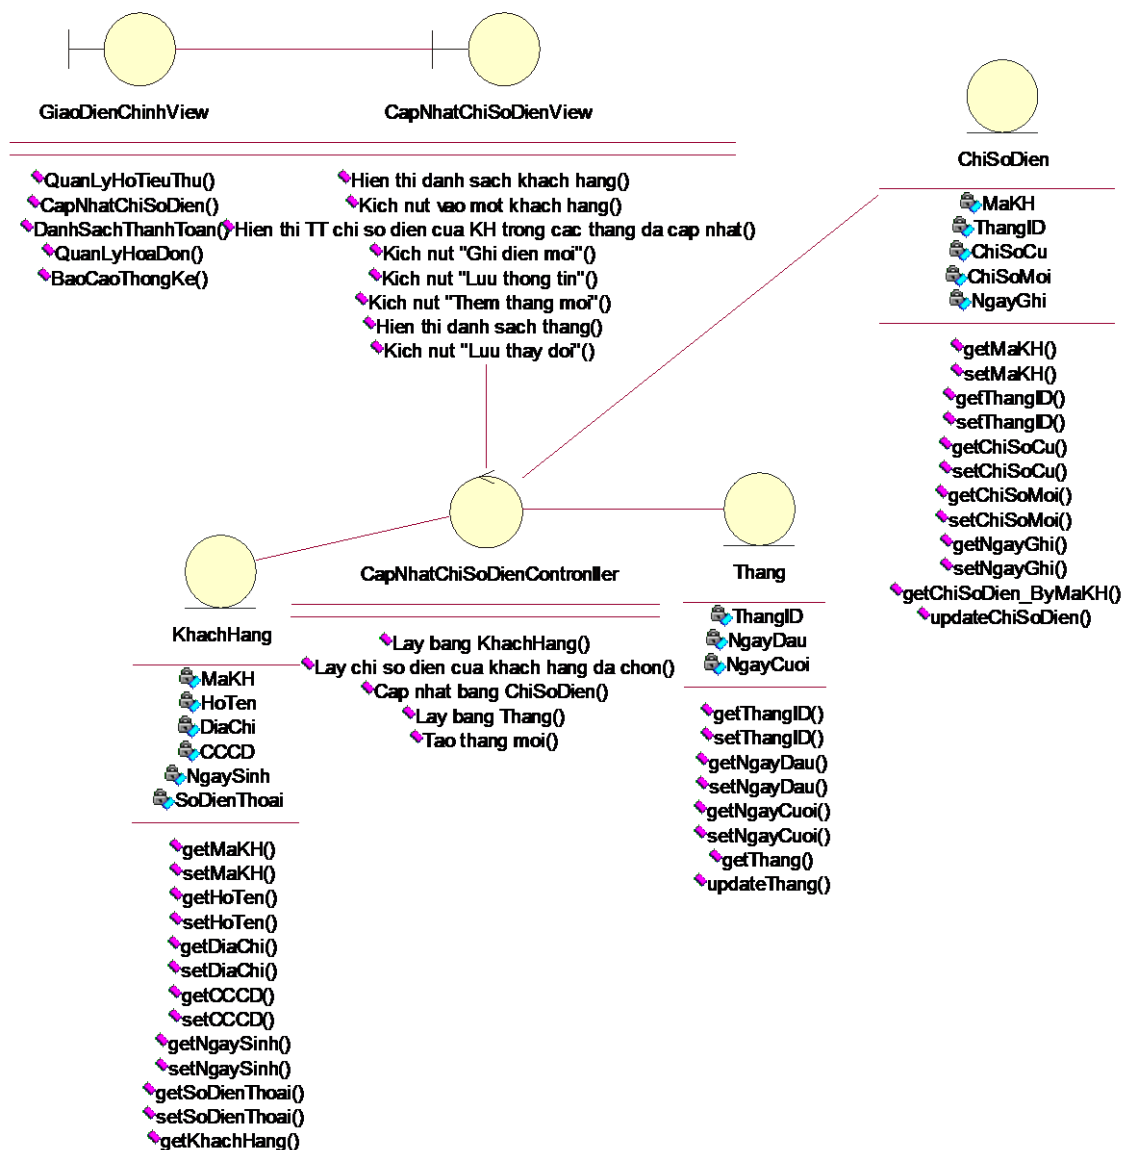 GiaoDienChinhView
QuanLyHoTieuThu()
CapNhatChiSoDien()
DanhSachThanhToan()
QuanLyHoaDon()
BaoCaoThongKe()
CapNhatChiSoDienView
Hien thi danh sach khach hang()
Kich nut vao mot khach hang()
Hien thi TT chi so dien cua KH trong cac thang da cap nhat()
Kich nut "Ghi dien moi"()
Kich nut "Luu thong tin"()
Kich nut "Them thang moi"()
Hien thi danh sach thang()
Kich nut "Luu thay doi"()
ChiSoDien
MaKH
ThangID
ChiSoCu
ChiSoMoi
NgayGhi
getMaKH()
setMaKH()
getThangID()
setThangID()
getChiSoCu()
setChiSoCu()
getChiSoMoi()
setChiSoMoi()
getNgayGhi()
setNgayGhi()
getChiSoDien_ByMaKH()
updateChiSoDien()
KhachHang
MaKH
HoTen
DiaChi
CCCD
NgaySinh
SoDienThoai
getMaKH()
setMaKH()
getHoTen()
setHoTen()
getDiaChi()
setDiaChi()
getCCCD()
setCCCD()
getNgaySinh()
setNgaySinh()
getSoDienThoai()
setSoDienThoai()
getKhachHang()
CapNhatChiSoDienContronller
Lay bang KhachHang()
Lay chi so dien cua khach hang da chon()
Cap nhat bang ChiSoDien()
Lay bang Thang()
Tao thang moi()
Thang
ThangID
NgayDau
NgayCuoi
getThangID()
setThangID()
getNgayDau()
setNgayDau()
getNgayCuoi()
setNgayCuoi()
getThang()
updateThang()